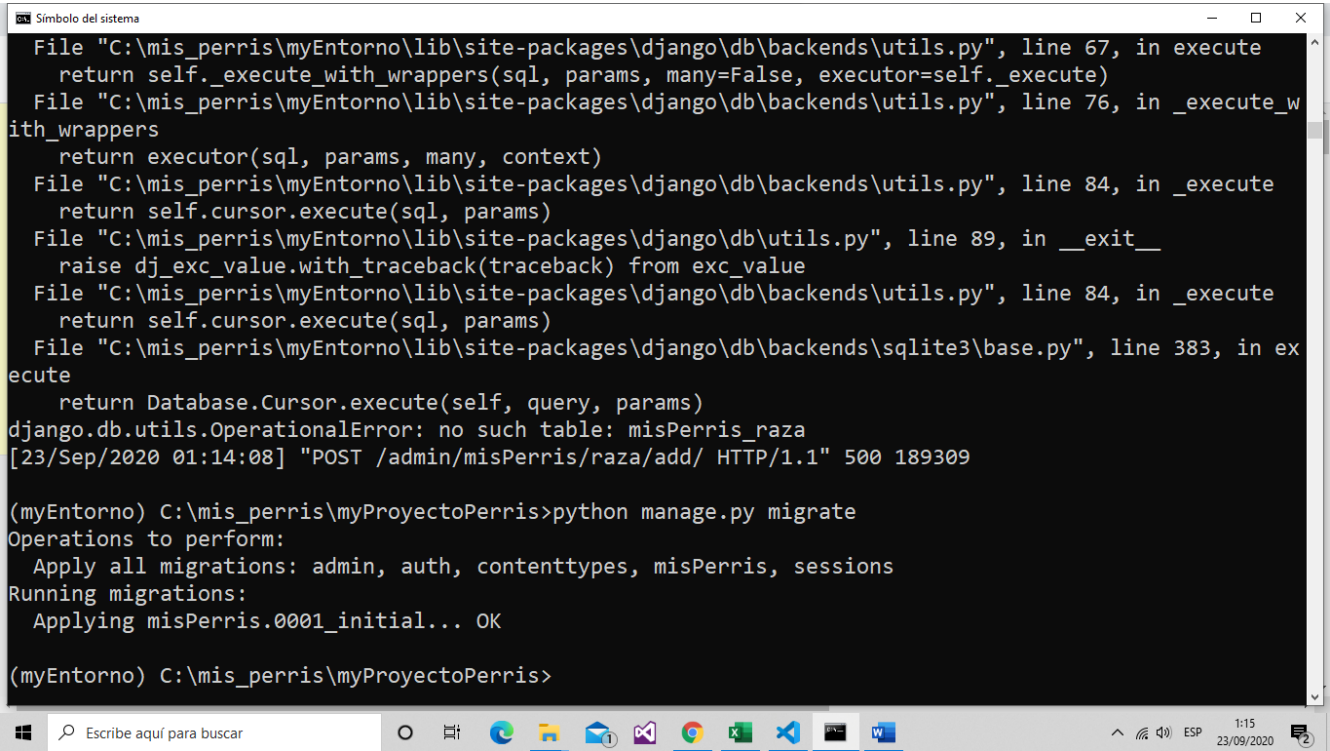 Símbolo del sistema
File "C:\mis_perris\myEntorno\lib\site-packages\django\db\backends\utils.py", line 67, in execute
return self._execute_with_wrappers(sql, params, many=False, executor=self._execute)
File "C:\mis_perris\myEntorno\lib\site-packages\django\db\backends\utils.py", line 76, in _execute_w
ith_wrappers
return executor(sql, params, many, context)
File "C:\mis_perris\myEntorno\lib\site-packages\django\db\backends\utils.py", line 84, in _execute
return self.cursor.execute(sql, params)
File "C:\mis_perris\myEntorno\lib\site-packages\django\db\utils.py", line 89, in __exit__
raise dj_exc_value.with_traceback(traceback) from exc_value
File "C:\mis_perris\myEntorno\lib\site-packages\django\db\backends\utils.py", line 84, in _execute
return self.cursor.execute(sql, params)
File "C:\mis_perris\myEntorno\lib\site-packages\django\db\backends\sqlite3\base.py", line 383, in ex
ecute
return Database.Cursor.execute(self, query, params)
django.db.utils.OperationalError: no such table: misPerris_raza
[23/Sep/2020 01:14:08] "POST /admin/misPerris/raza/add/ HTTP/1.1" 500 189309
(myEntorno) C:\mis_perris\myProyectoPerris>python manage.py migrate
Operations to perform:
Apply all migrations: admin, auth, contenttypes, misPerris, sessions
Running migrations:
Applying misPerris.0001_initial... OK
(myEntorno) C:\mis_perris\myProyectoPerris>
Escribe aquí para buscar
1
ESP
1:15
23/09/2020
2